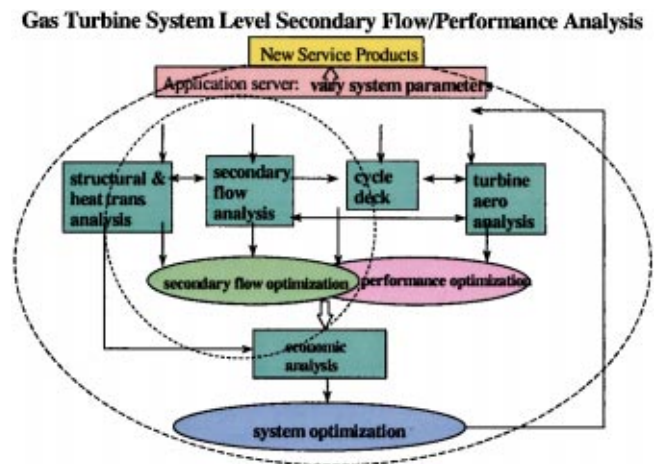 Gas Turbine System Level Secondary Flow/Performance Analysis
New Service Products
Application server: vary system parameters
structural &
heat trans
analysis
secondary
flow
analysis
cycle
deck
turbine
aero
analysis
secondary flow optimization
performance optimization
economic
analysis
system optimization